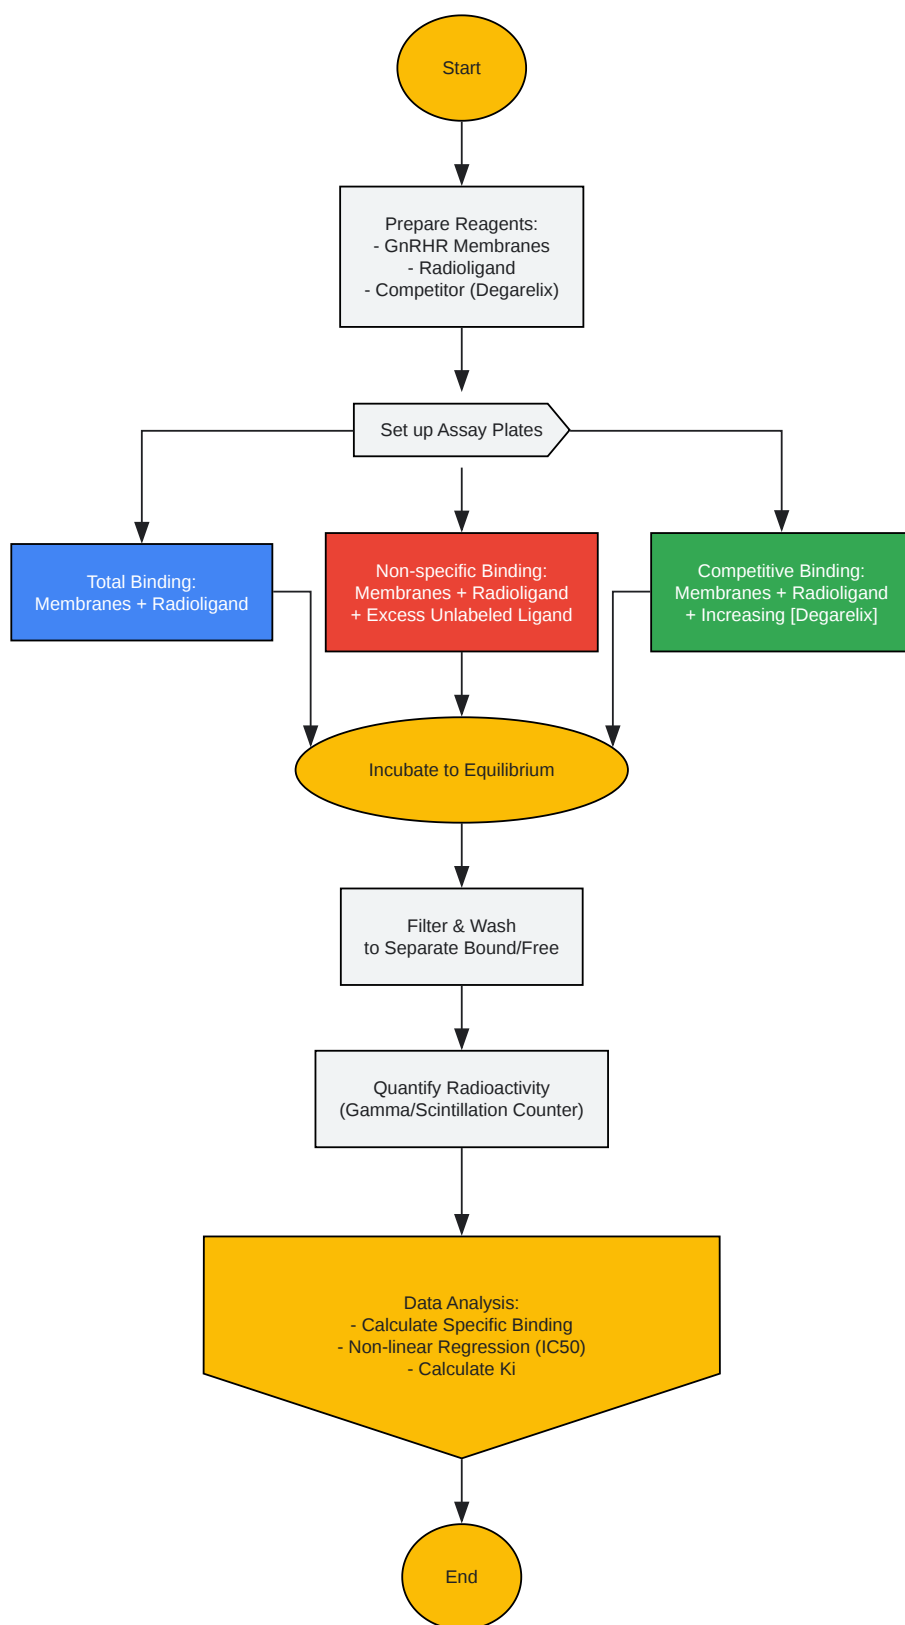 Start
Prepare Reagents:
- GnRHR Membranes
- Radioligand
- Competitor (Degarelix)
Set up Assay Plates
Total Binding:
Membranes + Radioligand
Non-specific Binding:
Membranes + Radioligand
+ Excess Unlabeled Ligand
Competitive Binding:
Membranes + Radioligand
+ Increasing [Degarelix]
Incubate to Equilibrium
Filter & Wash
to Separate Bound/Free
Quantify Radioactivity
(Gamma/Scintillation Counter)
Data Analysis:
- Calculate Specific Binding
- Non-linear Regression (IC50)
- Calculate Ki
End